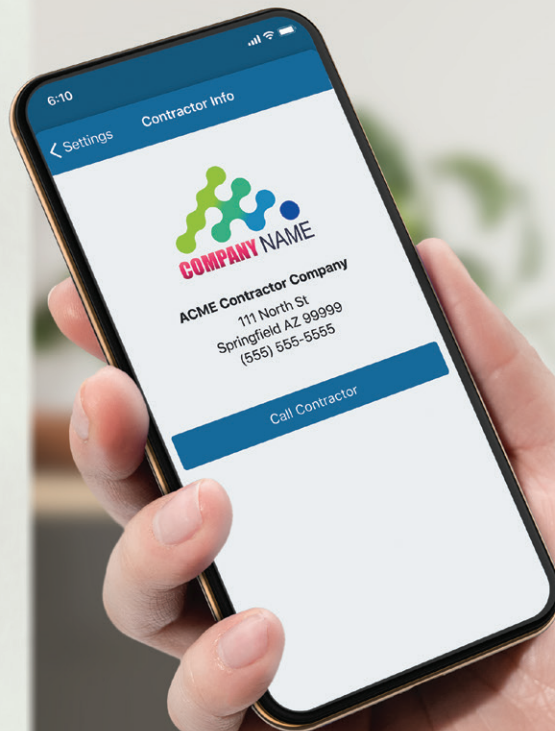 6:10
Settings
Contractor Info
COMPANY NAME
ACME Contractor Company
111 North St
Springfield AZ 99999
(555) 555-5555
Call Contractor